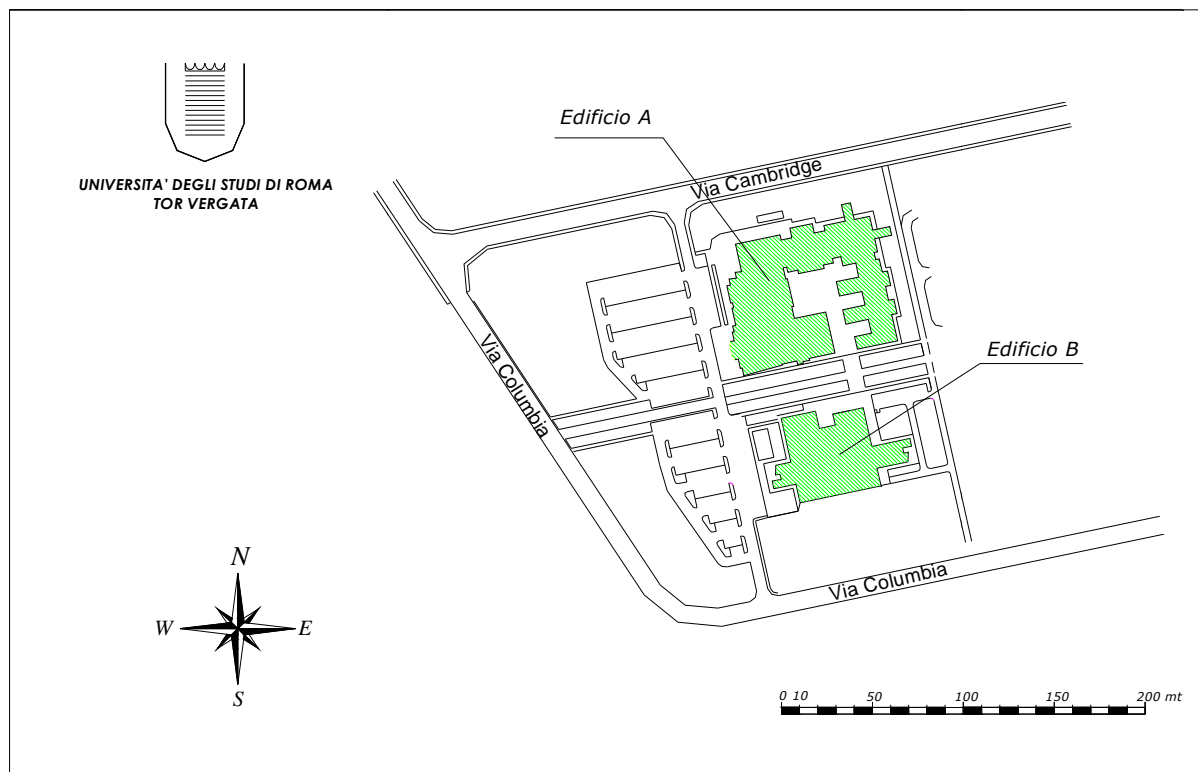 UNIVERSITA' DEGLI STUDI DI ROMA
TOR VERGATA
Edificio A
Via Cambridge
Via Columbia
Edificio B
Via Columbia
N
W
E
S
0 10 50 100 150 200 mt